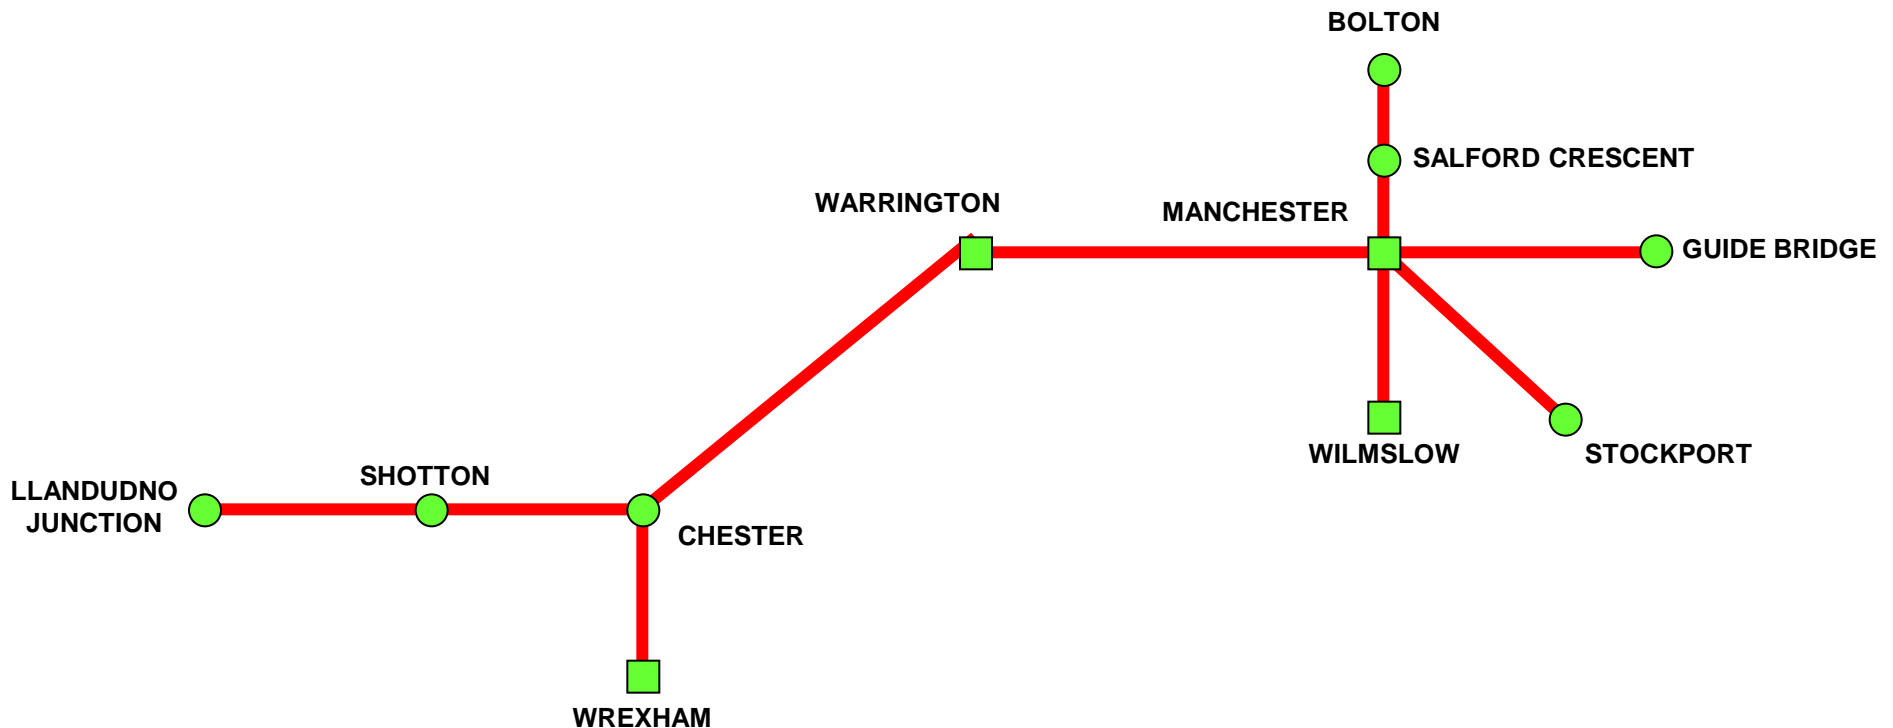 BOLTON
SALFORD CRESCENT
WARRINGTON
MANCHESTER
GUIDE BRIDGE
WILMSLOW
STOCKPORT
SHOTTON
LLANDUDNO
JUNCTION
CHESTER
WREXHAM